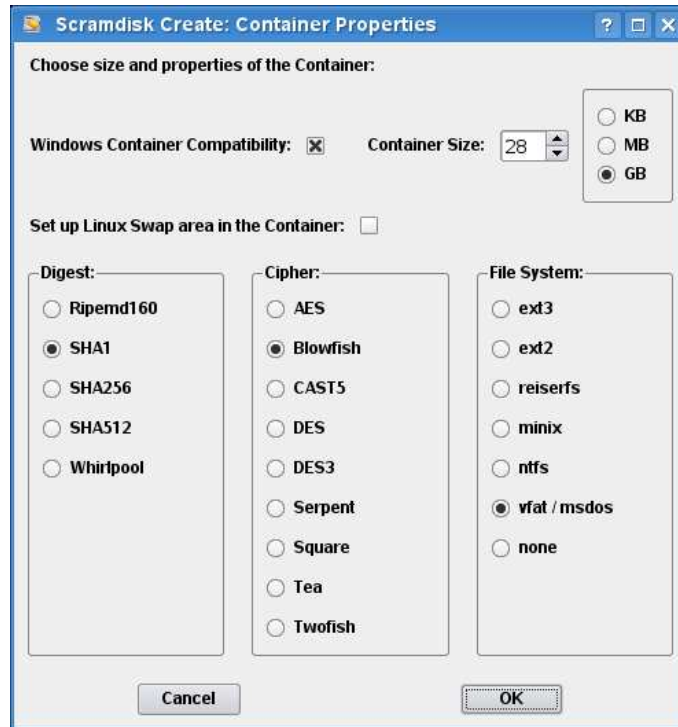 Scramdisk Create: Container Properties
Choose size and properties of the Container:
Windows Container Compatibility:
Container Size:
28
KB
MB
GB
Set up Linux Swap area in the Container:
Digest:
Ripemd160
SHA1
SHA256
SHA512
Whirlpool
Cipher:
AES
Blowfish
CAST5
DES
DES3
Serpent
Square
Tea
Twofish
File System:
ext3
ext2
reiserfs
minix
ntfs
vfat / msdos
none
Cancel
OK